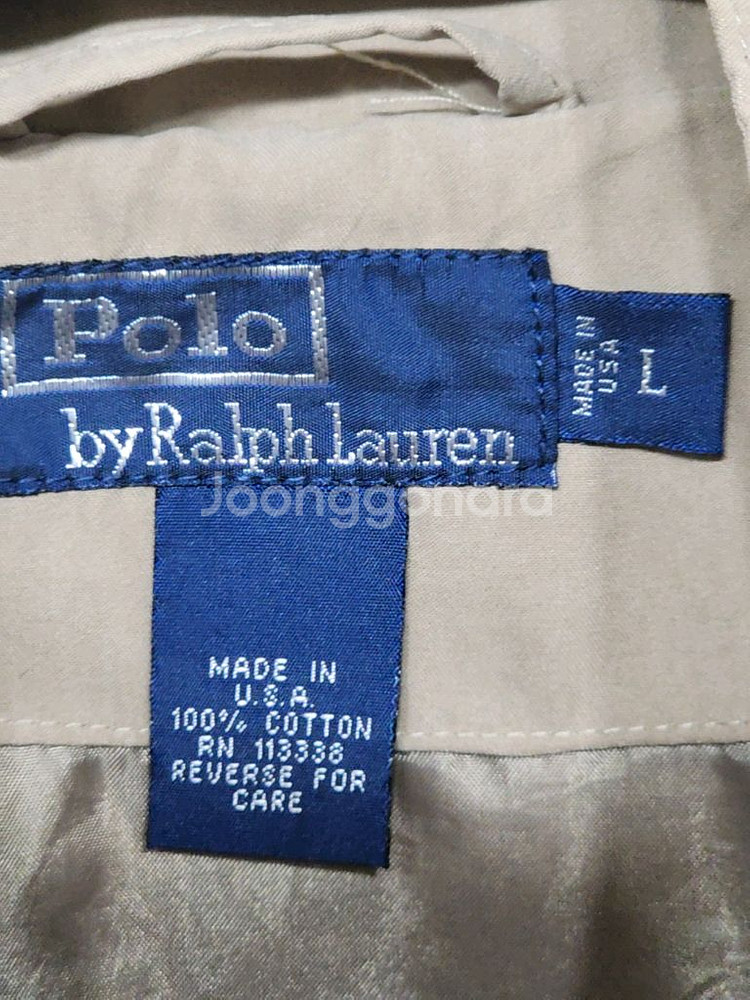 Polo
by Ralph Lauren
MADE IN
USA
L
Joonggonara
MADE IN
U.S.A.
100% COTTON
RN 113338
REVERSE FOR
CARE